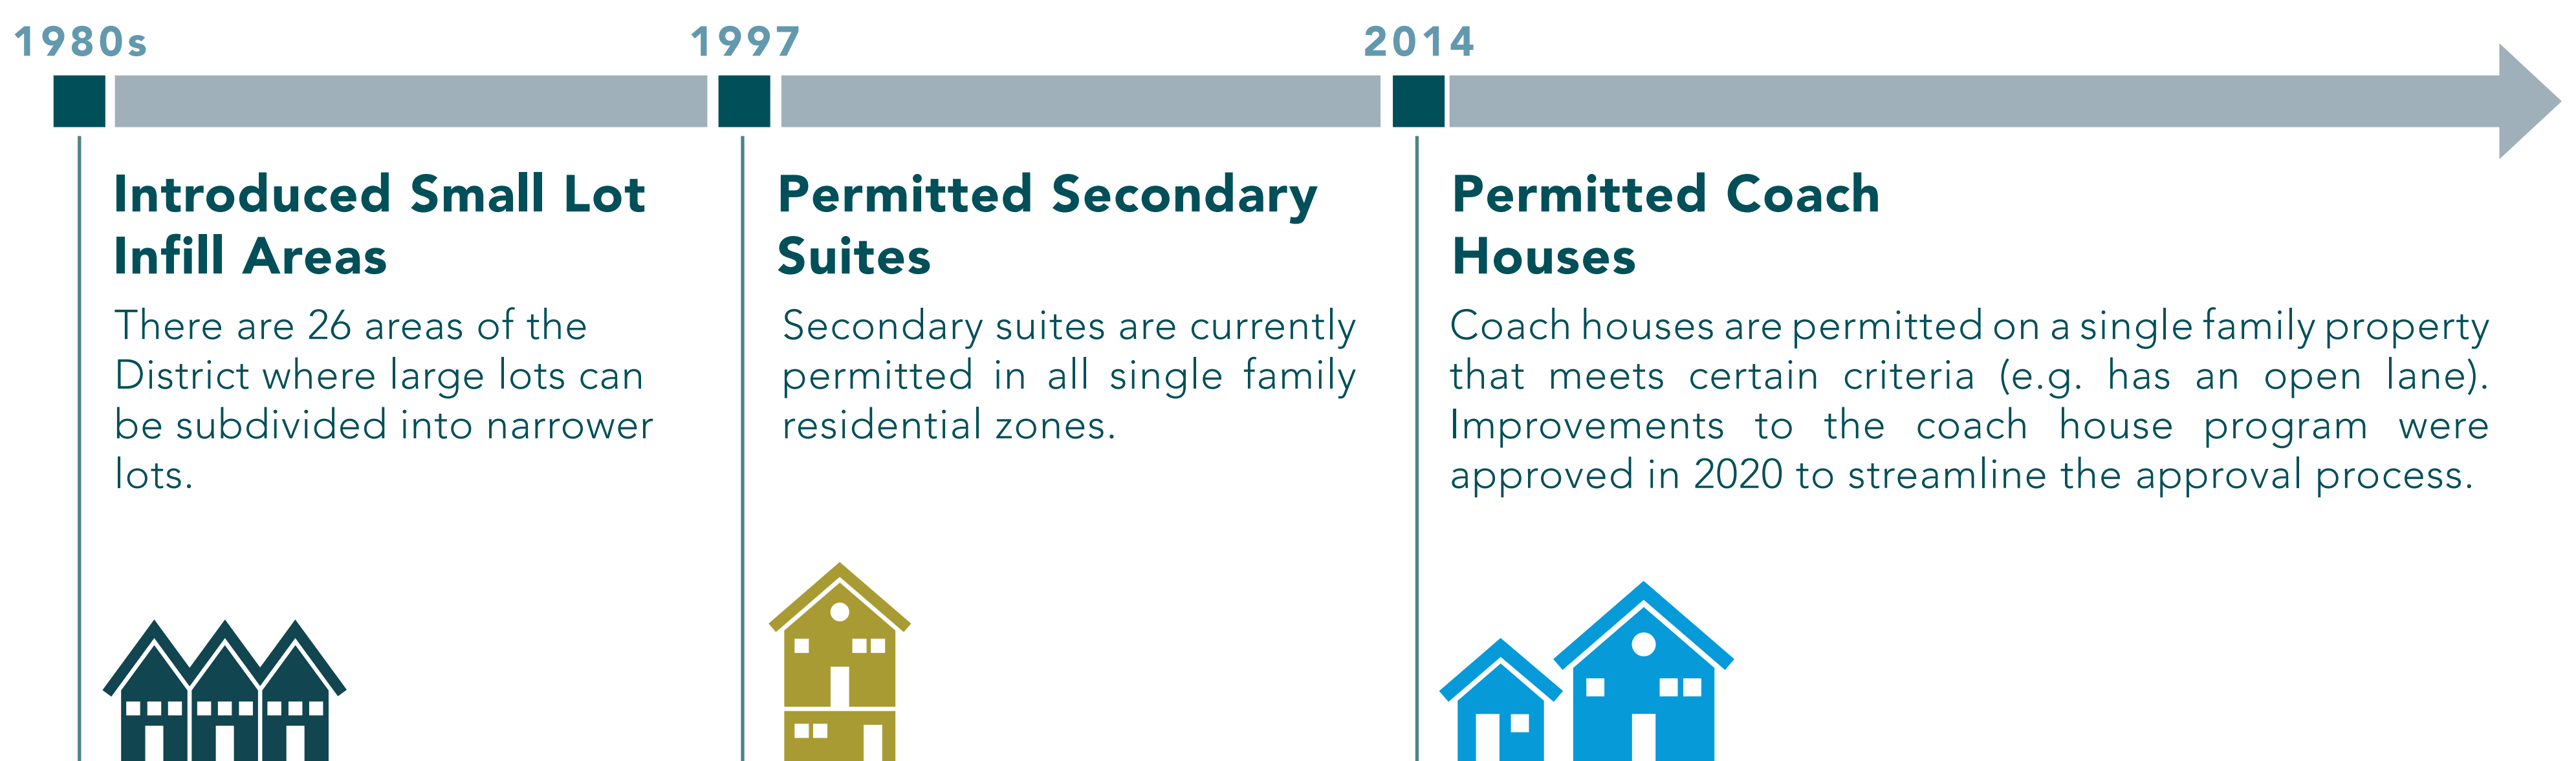 1980s
1997
2014
Introduced Small Lot
Infill Areas
There are 26 areas of the
District where large lots can
be subdivided into narrower
lots.
Permitted Secondary
Suites
Secondary suites are currently
permitted in all single family
residential zones.
Permitted Coach
Houses
Coach houses are permitted on a single family property
that meets certain criteria (e.g. has an open lane).
Improvements to the coach house program were
approved in 2020 to streamline the approval process.